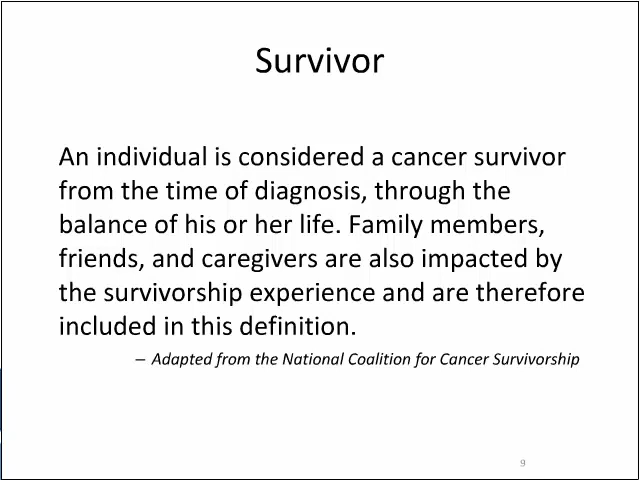 Survivor
An individual is considered a cancer survivor
from the time of diagnosis, through the
balance of his or her life. Family members,
friends, and caregivers are also impacted by
the survivorship experience and are therefore
included in this definition.
– Adapted from the National Coalition for Cancer Survivorship
9